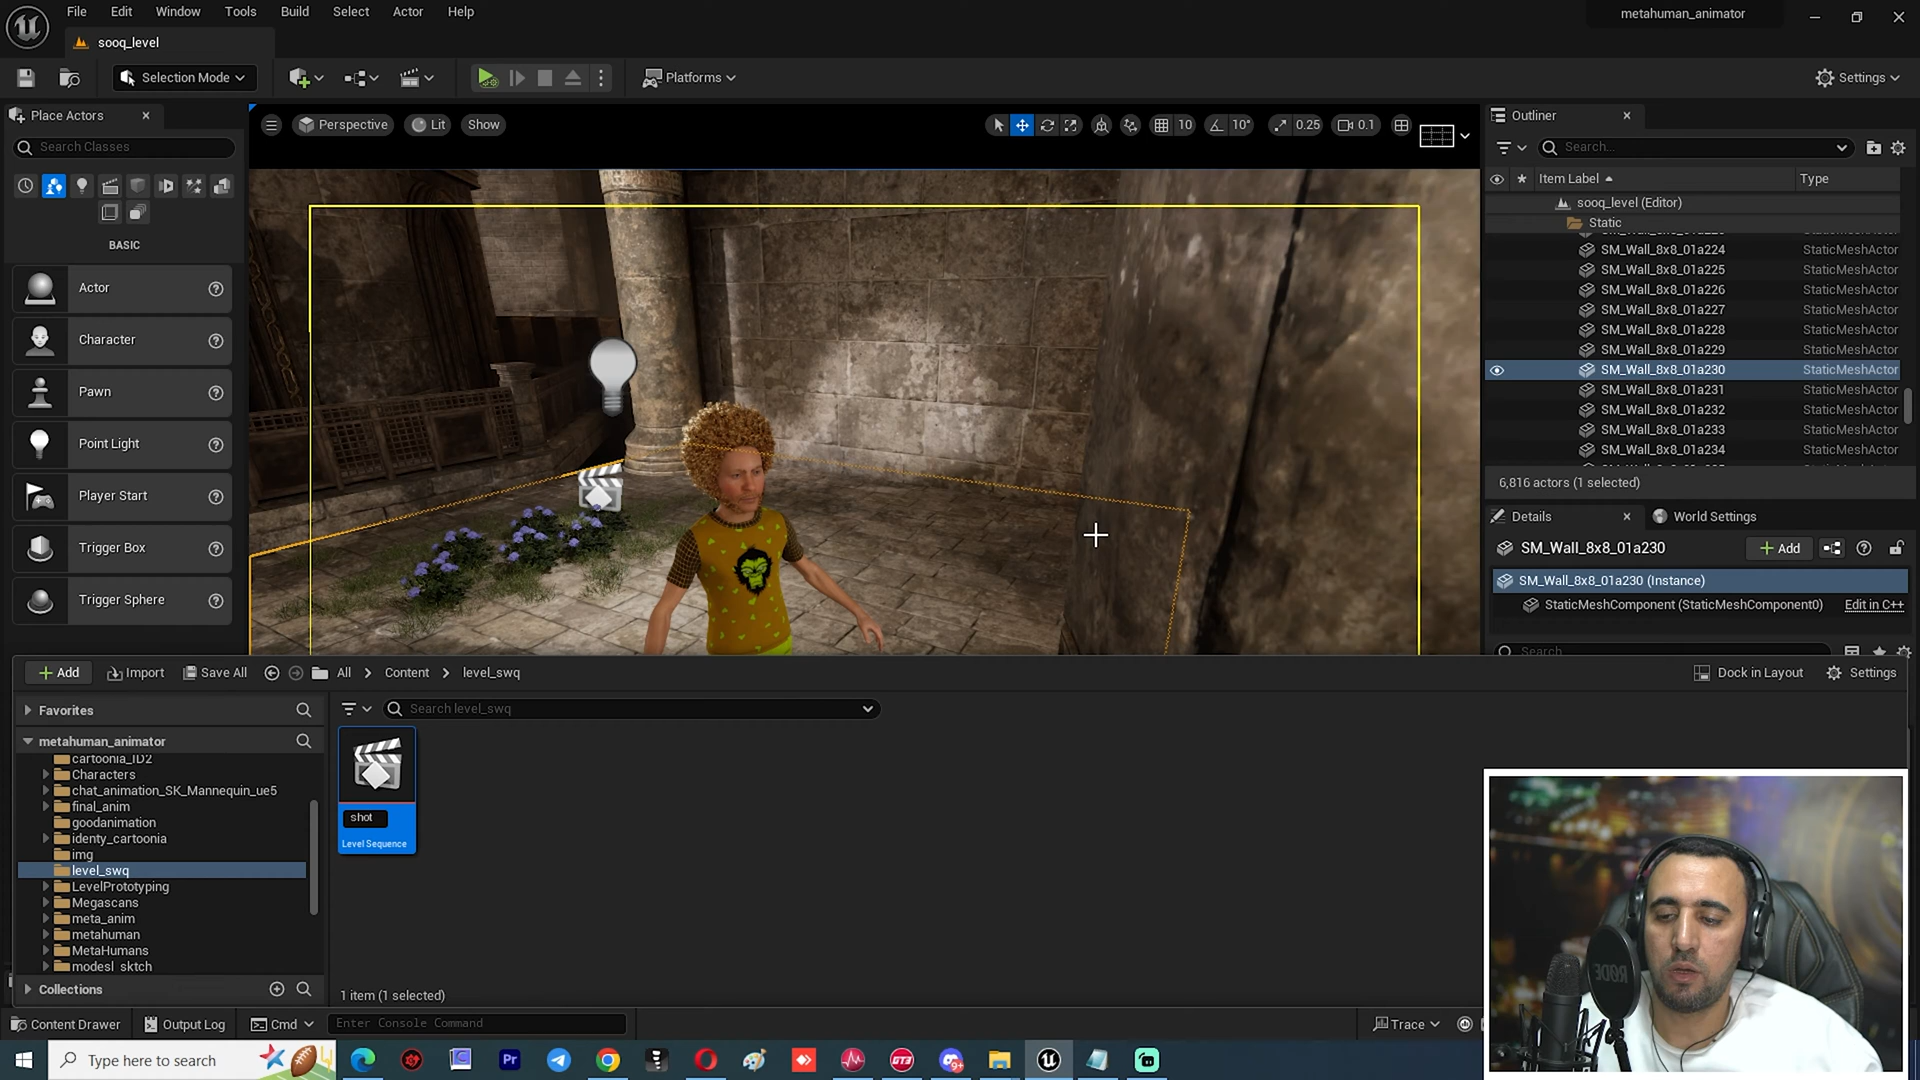 File Edit Window Tools Build Select Actor Help
metahuman_animator
sooq_level
Selection Mode
Platforms
Settings
Place Actors
Search Classes
BASIC
Actor
Character
Pawn
Point Light
Player Start
Trigger Box
Trigger Sphere
Perspective Lit Show
10 10° 0.25 0.1
Outliner
Search...
Item Label Type
sooq_level (Editor)
Static
SM_Wall_8x8_01a224 StaticMeshActor
SM_Wall_8x8_01a225 StaticMeshActor
SM_Wall_8x8_01a226 StaticMeshActor
SM_Wall_8x8_01a227 StaticMeshActor
SM_Wall_8x8_01a228 StaticMeshActor
SM_Wall_8x8_01a229 StaticMeshActor
SM_Wall_8x8_01a230 StaticMeshActor
SM_Wall_8x8_01a231 StaticMeshActor
SM_Wall_8x8_01a232 StaticMeshActor
SM_Wall_8x8_01a233 StaticMeshActor
SM_Wall_8x8_01a234 StaticMeshActor
6,816 actors (1 selected)
Details World Settings
SM_Wall_8x8_01a230 Add
SM_Wall_8x8_01a230 (Instance)
StaticMeshComponent (StaticMeshComponent0) Edit in C++
Search
Add Import Save All All Content level_swq
Dock in Layout Settings
Favorites
Search level_swq
metahuman_animator
cartoonia_ID2
Characters
chat_animation_SK_Mannequin_ue5
final_anim
goodanimation
identy_cartoonia
img
level_swq
LevelPrototyping
Megascans
meta_anim
metahuman
MetaHumans
modesl_sktch
Collections
shot
Level Sequence
1 item (1 selected)
Content Drawer Output Log Cmd Enter Console Command
Trace
RØDE
Type here to search
Pr
GT3
9+